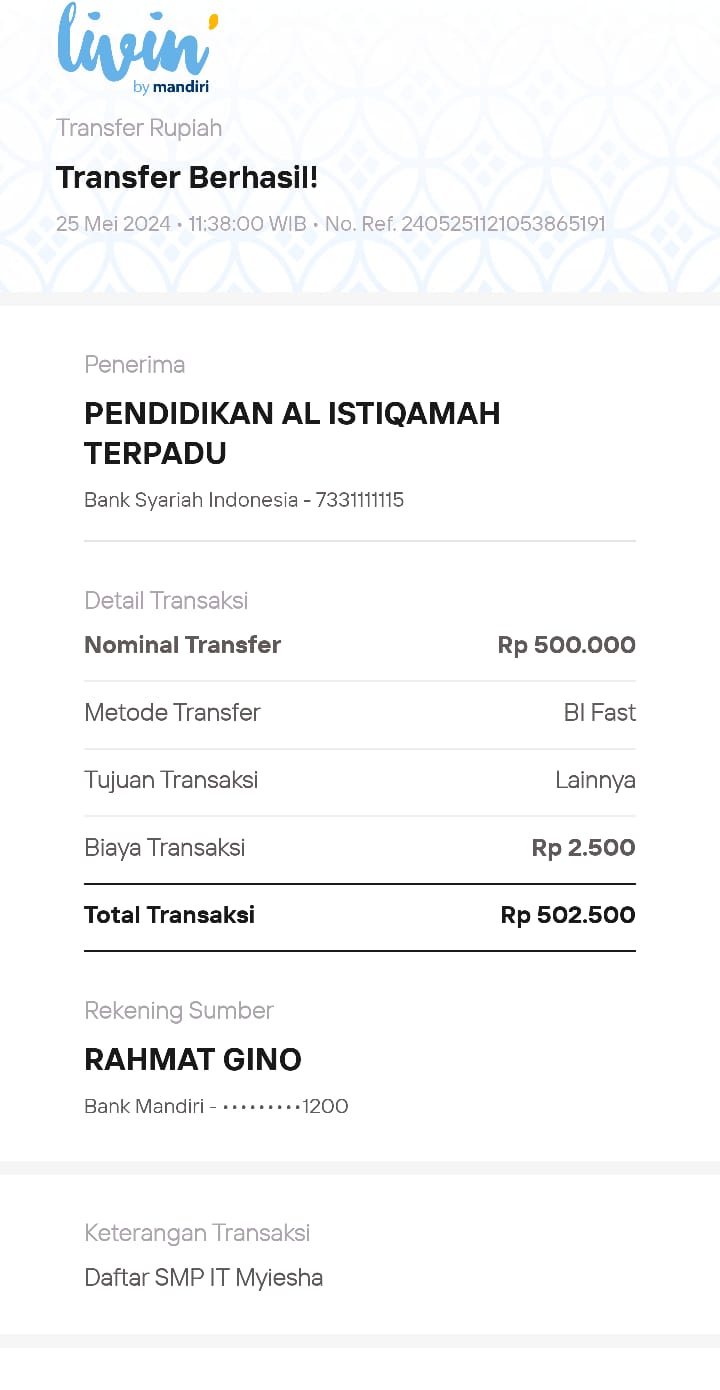 livin'
by mandiri
Transfer Rupiah
Transfer Berhasil!
25 Mei 2024 • 11:38:00 WIB • No. Ref. 2405251121053865191
Penerima
PENDIDIKAN AL ISTIQAMAH
TERPADU
Bank Syariah Indonesia - 7331111115
Detail Transaksi
Nominal Transfer Rp 500.000
Metode Transfer BI Fast
Tujuan Transaksi Lainnya
Biaya Transaksi Rp 2.500
Total Transaksi Rp 502.500
Rekening Sumber
RAHMAT GINO
Bank Mandiri - •••••••••1200
Keterangan Transaksi
Daftar SMP IT Myiesha